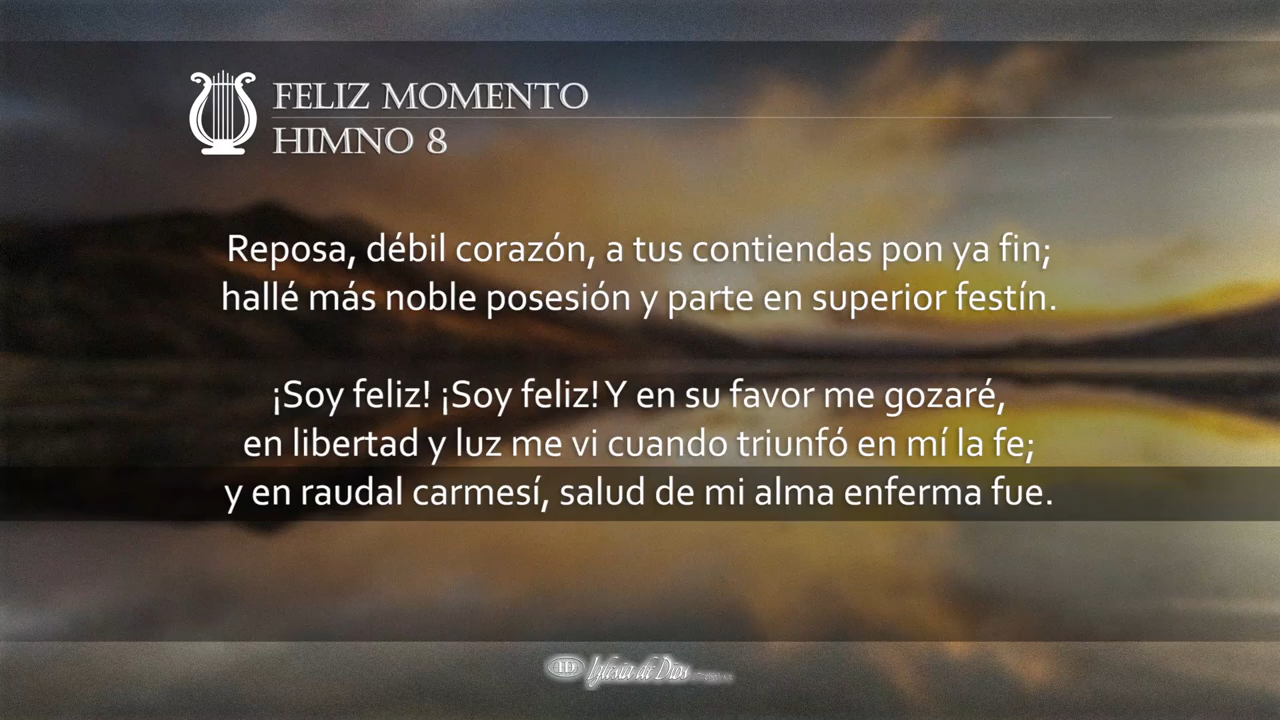 FELIZ MOMENTO
HIMNO 8
Reposa, débil corazón, a tus contiendas pon ya fin;
hallé más noble posesión y parte en superior festín.
¡Soy feliz! ¡Soy feliz! Y en su favor me gozaré,
en libertad y luz me vi cuando triunfó en mí la fe;
y en raudal carmesí, salud de mi alma enferma fue.
ID Iglesia de Dios